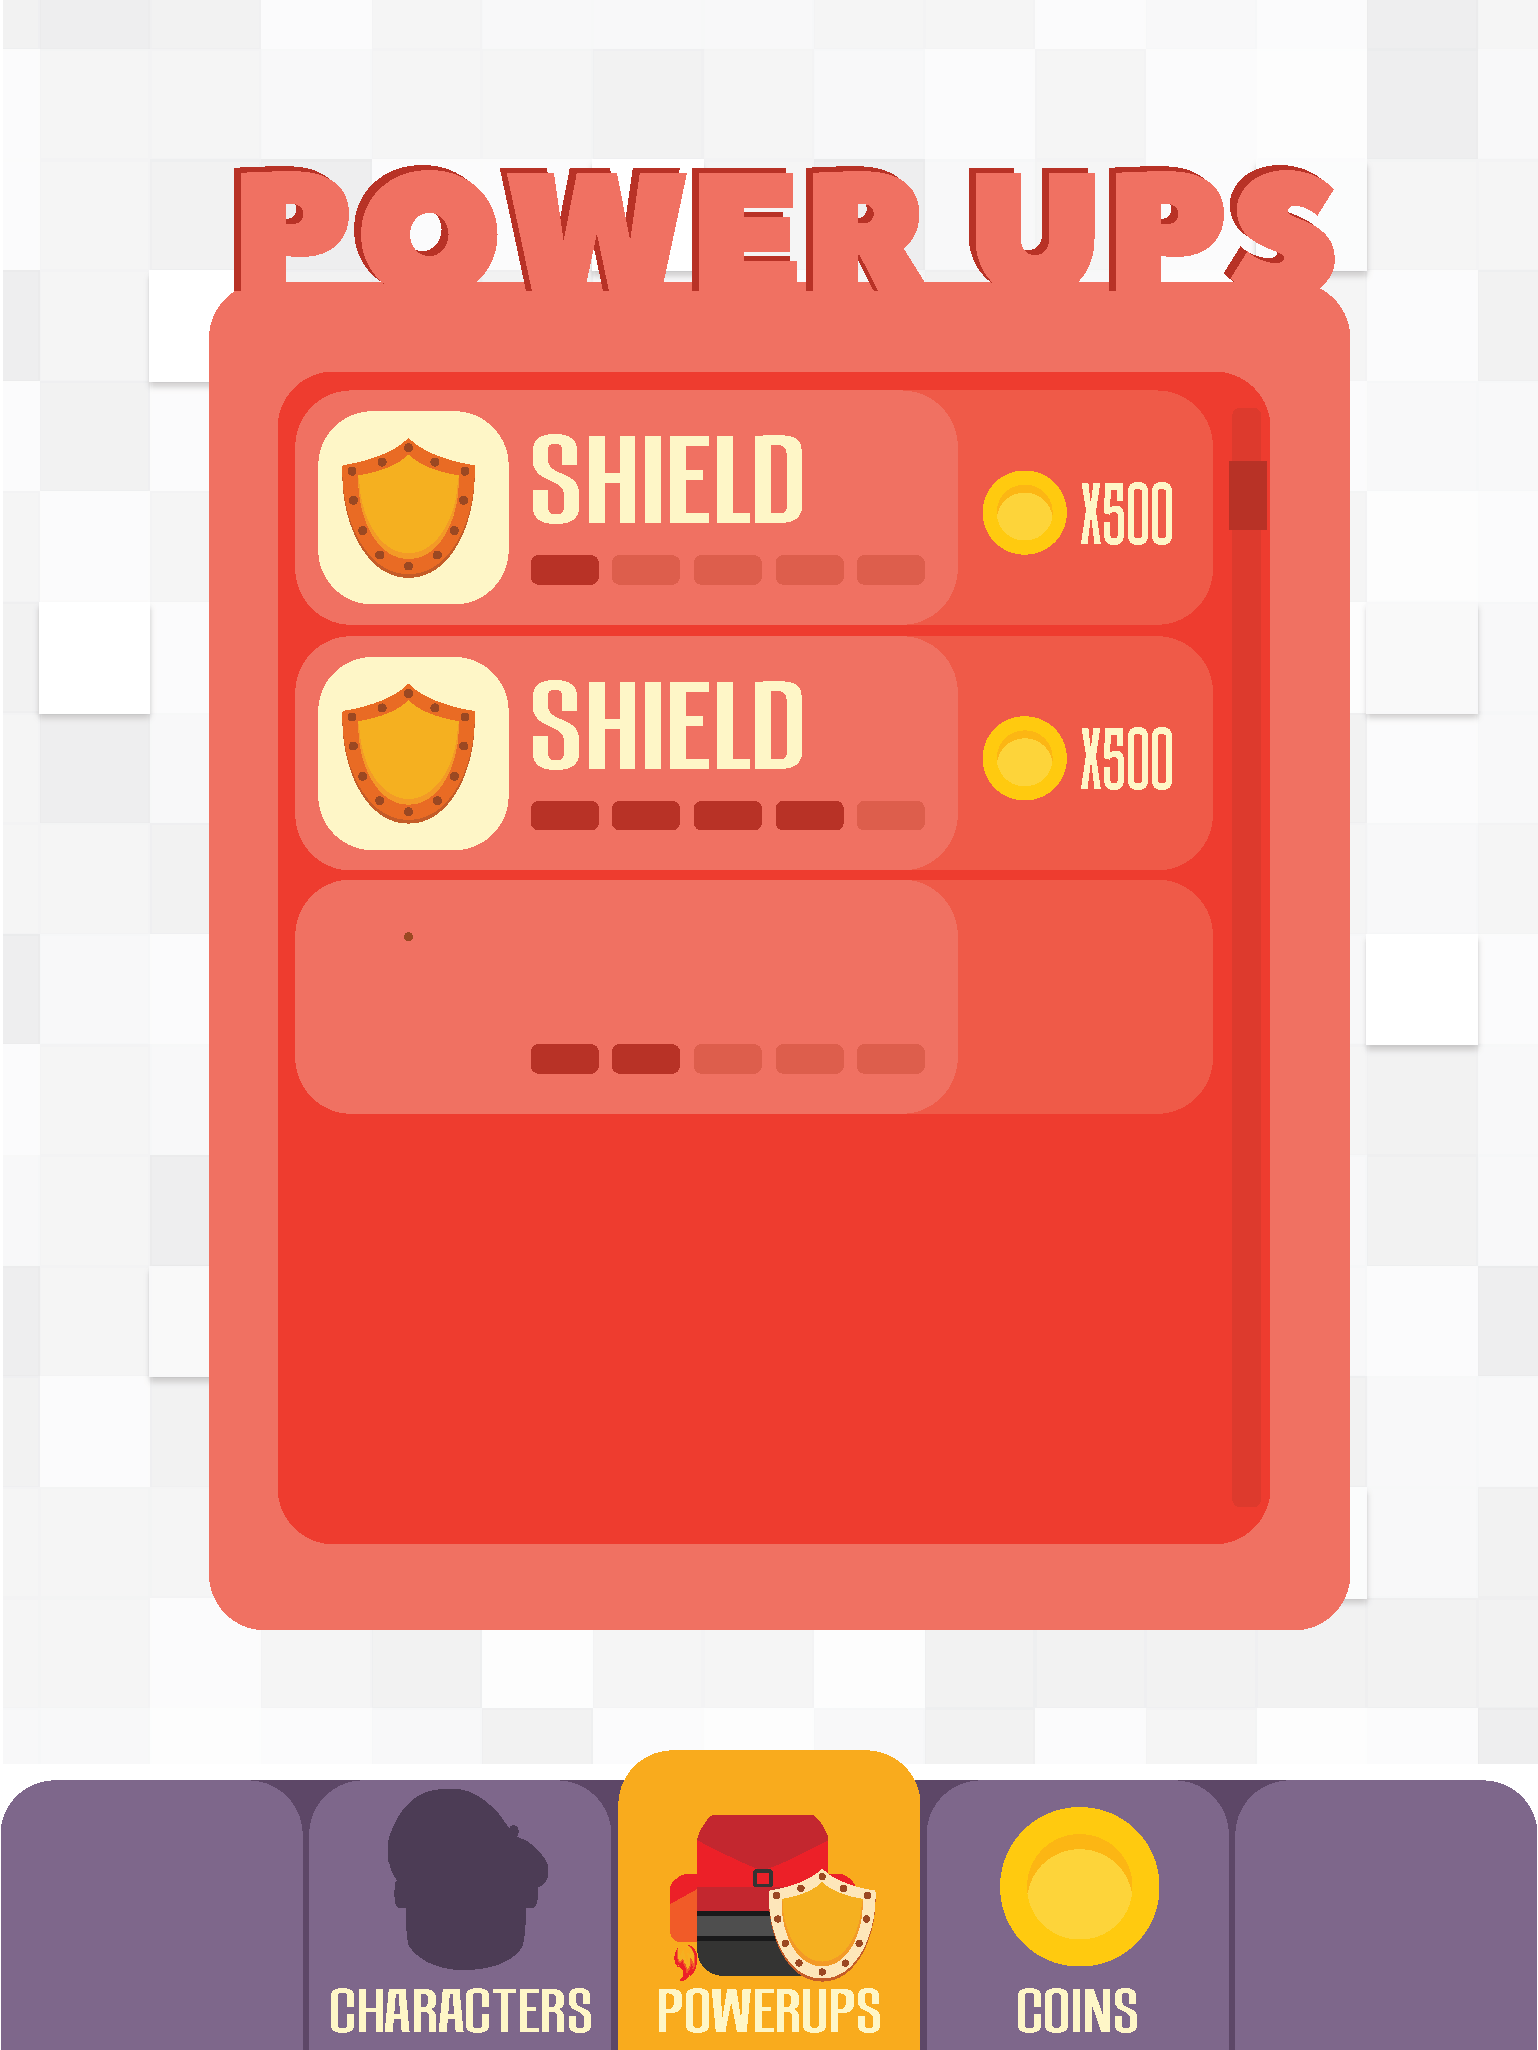 POWER UPS
SHIELD
X500
SHIELD
X500
CHARACTERS
POWERUPS
COINS